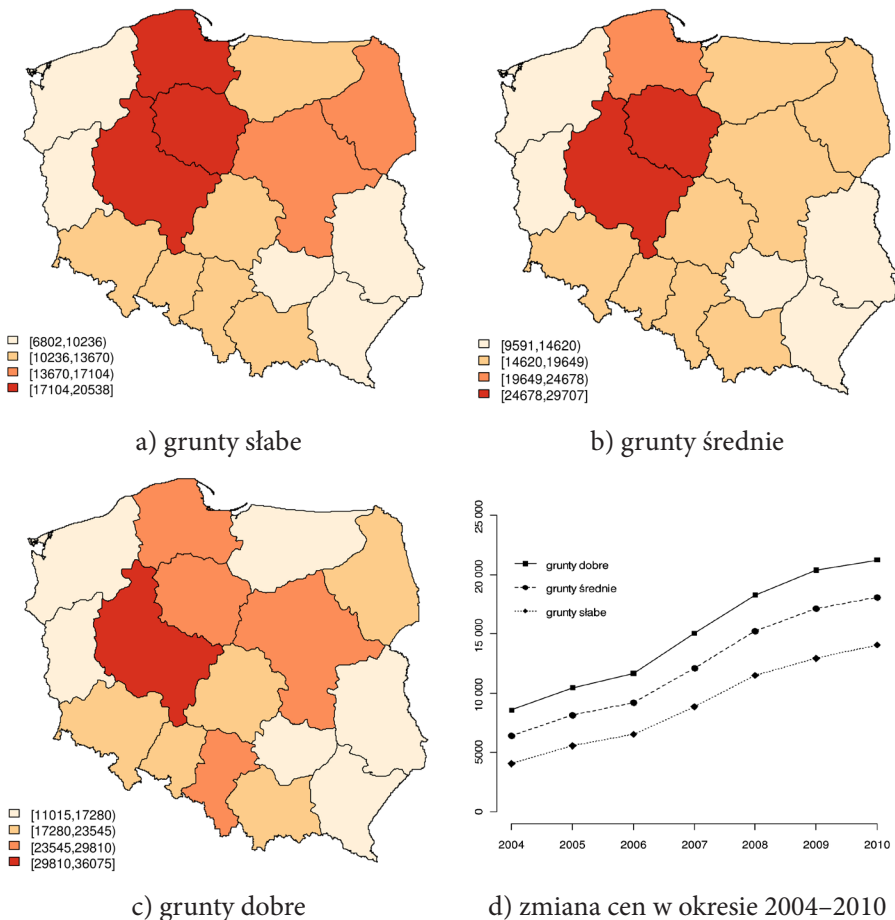 [6802,10236)
[10236,13670)
[13670,17104)
[17104,20538]
a) grunty słabe
[9591,14620)
[14620,19649)
[19649,24678)
[24678,29707]
b) grunty średnie
[11015,17280)
[17280,23545)
[23545,29810)
[29810,36075]
c) grunty dobre
25 000
20 000
15 000
10 000
5000
0
grunty dobre
grunty średnie
grunty słabe
2004 2005 2006 2007 2008 2009 2010
d) zmiana cen w okresie 2004–2010